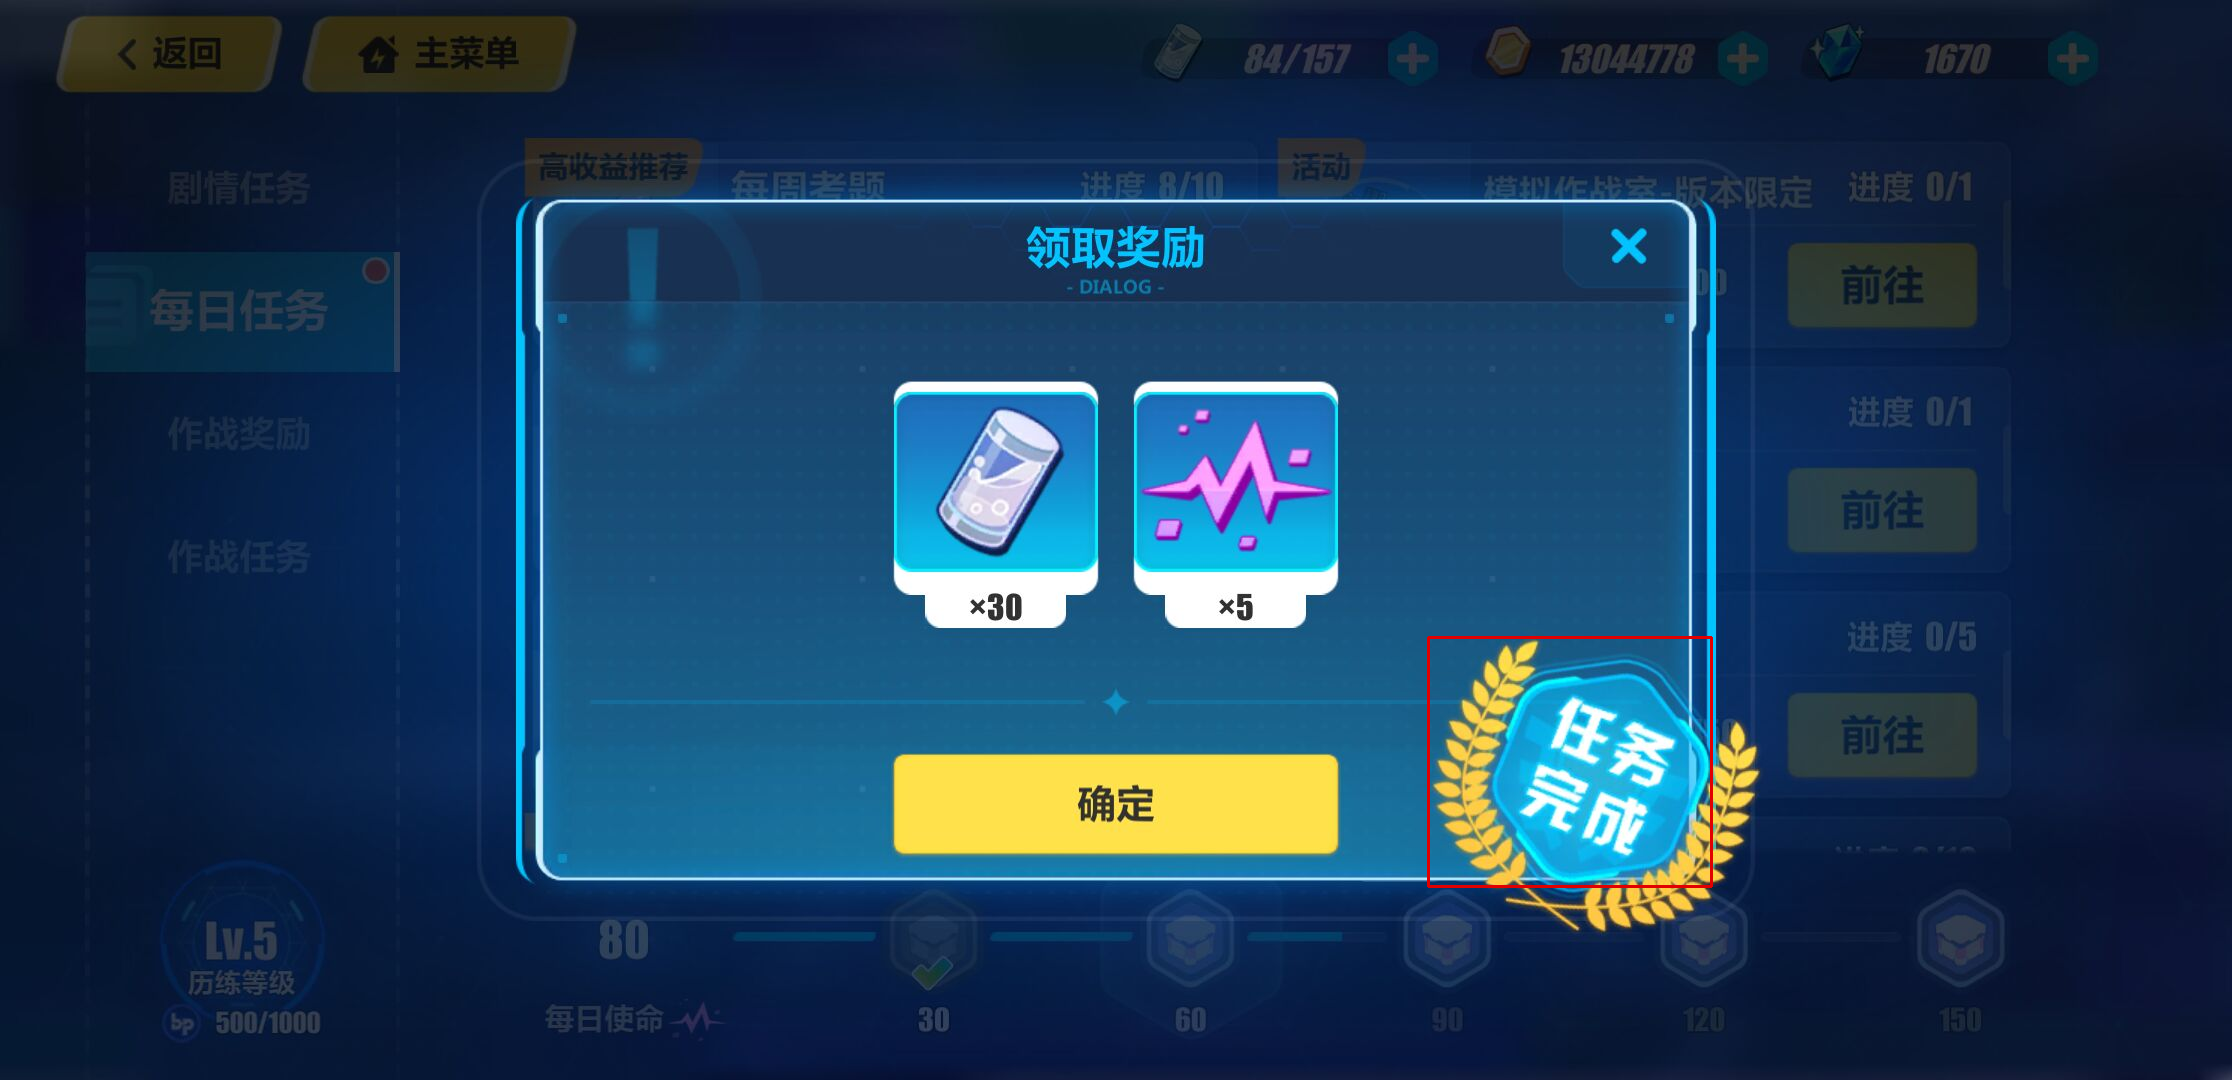 返回
主菜单
84/157
13044778
1670
剧情任务
每日任务
作战奖励
作战任务
高收益推荐
每周考题
进度 8/10
活动
模拟作战室-版本限定
进度 0/1
前往
进度 0/1
前往
进度 0/5
前往
领取奖励
- DIALOG -
×30
×5
确定
任务
完成
Lv.5
历练等级
bp
500/1000
80
每日使命
30
60
90
120
150